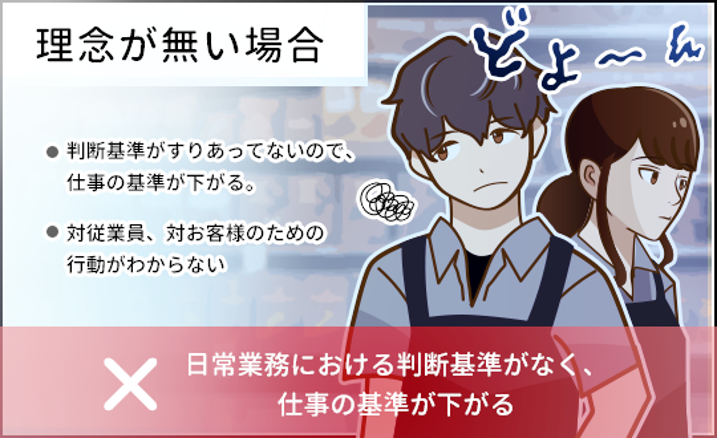 理念が無い場合
どよ〜ん
● 判断基準がすりあってないので、
仕事の基準が下がる。
● 対従業員、対お客様のための
行動がわからない
日常業務における判断基準がなく、
仕事の基準が下がる